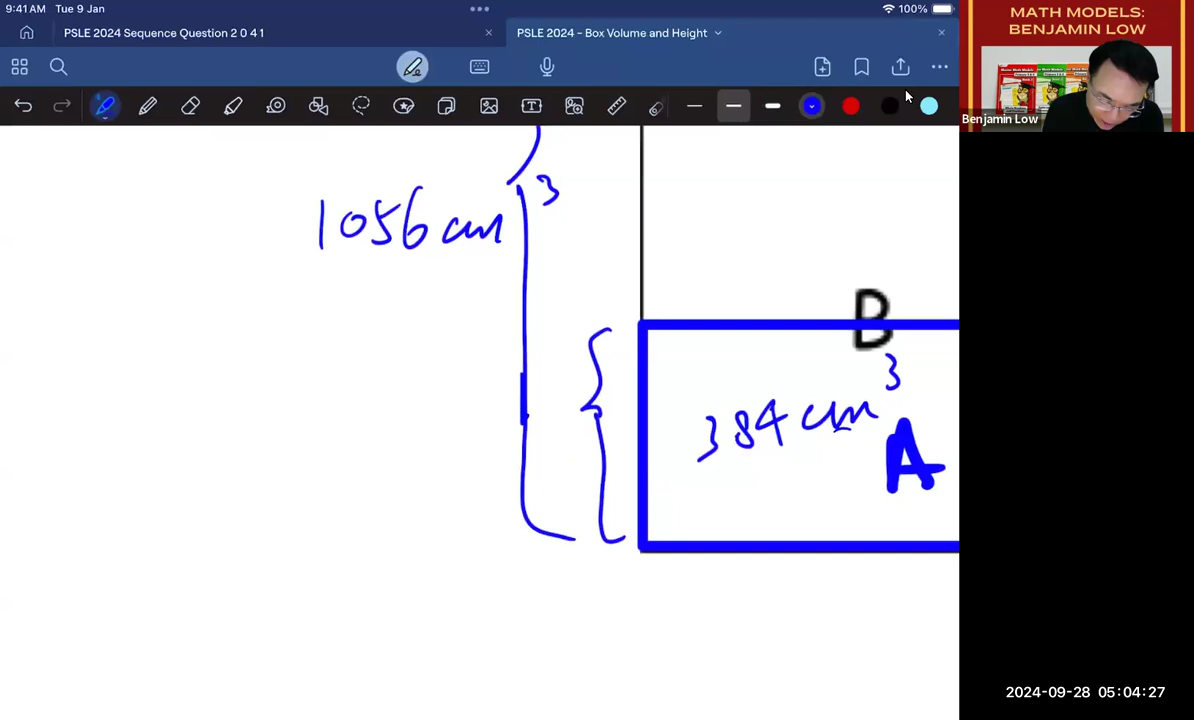 9:41 AM Tue 9 Jan
100%
PSLE 2024 Sequence Question 2 0 4 1
PSLE 2024 - Box Volume and Height
MATH MODELS:
BENJAMIN LOW
Benjamin Low
1056 cm³
B
384 cm³
A
2024-09-28 05:04:27